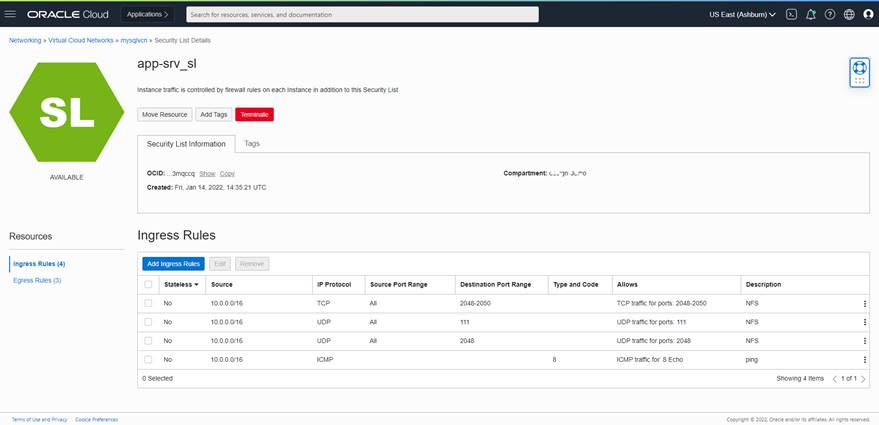 ORACLE Cloud Applications > Search for resources, services, and documentation US East (Ashburn)
Networking » Virtual Cloud Networks » mysqlvcn » Security List Details
SL
AVAILABLE
app-srv_sl
Instance traffic is controlled by firewall rules on each Instance in addition to this Security List
Move Resource Add Tags Terminate
Security List Information Tags
OCID: ...3mqccq Show Copy Compartment:
Created: Fri, Jan 14, 2022, 14:35:21 UTC
Resources
Ingress Rules (4)
Egress Rules (3)
Ingress Rules
Add Ingress Rules Edit Remove
Stateless Source IP Protocol Source Port Range Destination Port Range Type and Code Allows Description
No 10.0.0.0/16 TCP All 2048-2050 TCP traffic for ports: 2048-2050 NFS
No 10.0.0.0/16 UDP All 111 UDP traffic for ports: 111 NFS
No 10.0.0.0/16 UDP All 2048 UDP traffic for ports: 2048 NFS
No 10.0.0.0/16 ICMP 8 ICMP traffic for: 8 Echo ping
0 Selected Showing 4 Items < 1 of 1 >
Terms of Use and Privacy Cookie Preferences Copyright © 2022, Oracle and/or its affiliates. All rights reserved.